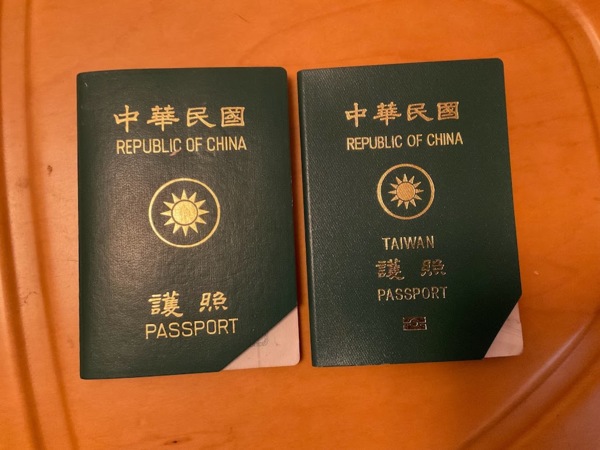 中華民國
REPUBLIC OF CHINA
護照
PASSPORT
中華民國
REPUBLIC OF CHINA
TAIWAN
護照
PASSPORT